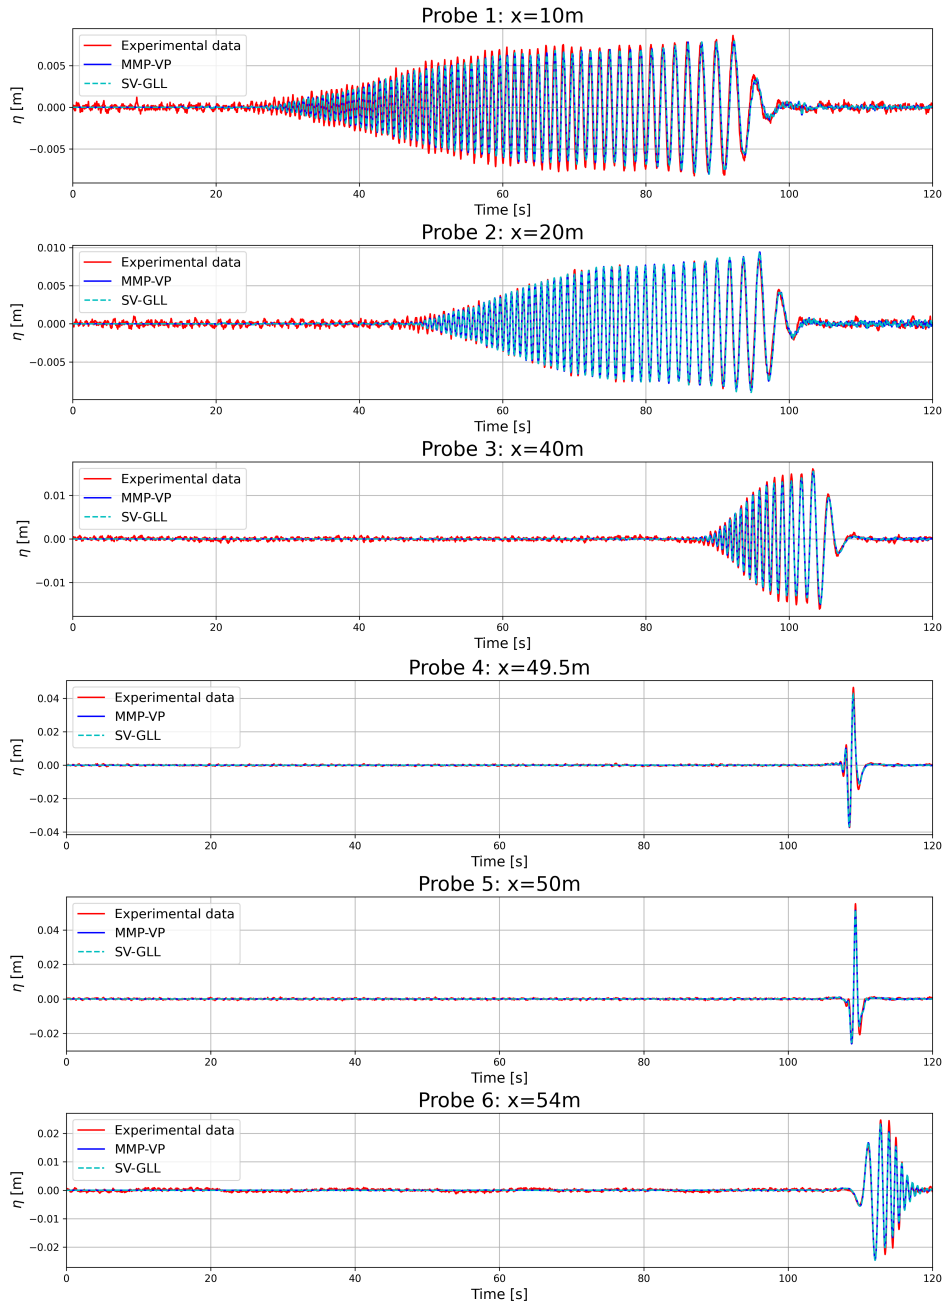 Probe 1: x=10m
0.005
0.000
−0.005
η [m]
Experimental data
MMP-VP
SV-GLL
0 20 40 60 80 100 120
Time [s]
Probe 2: x=20m
0.010
0.005
0.000
−0.005
η [m]
Experimental data
MMP-VP
SV-GLL
0 20 40 60 80 100 120
Time [s]
Probe 3: x=40m
0.01
0.00
−0.01
η [m]
Experimental data
MMP-VP
SV-GLL
0 20 40 60 80 100 120
Time [s]
Probe 4: x=49.5m
0.04
0.02
0.00
−0.02
−0.04
η [m]
Experimental data
MMP-VP
SV-GLL
0 20 40 60 80 100 120
Time [s]
Probe 5: x=50m
0.04
0.02
0.00
−0.02
η [m]
Experimental data
MMP-VP
SV-GLL
0 20 40 60 80 100 120
Time [s]
Probe 6: x=54m
0.02
0.01
0.00
−0.01
−0.02
η [m]
Experimental data
MMP-VP
SV-GLL
0 20 40 60 80 100 120
Time [s]